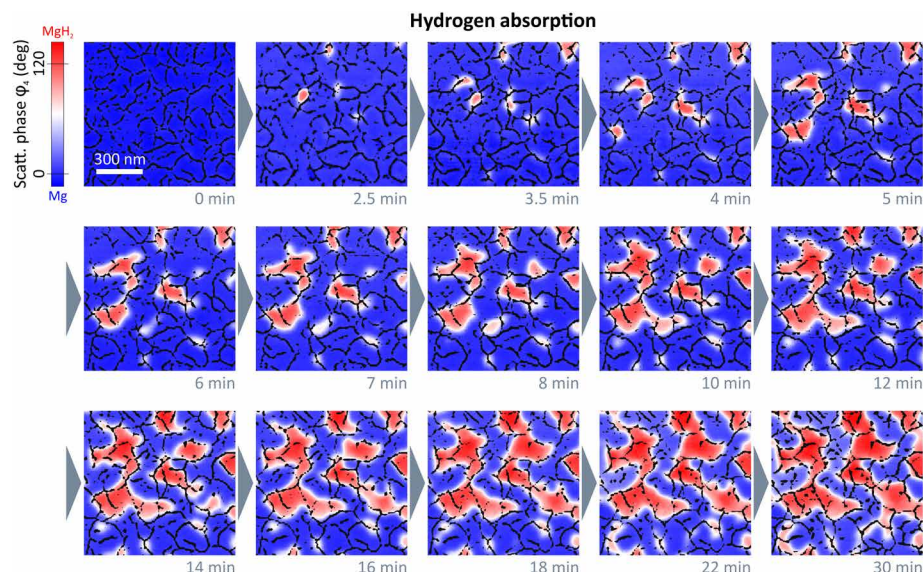 Hydrogen absorption
MgH₂
Scatt. phase φ₄ (deg)
120
0
Mg
300 nm
0 min
2.5 min
3.5 min
4 min
5 min
6 min
7 min
8 min
10 min
12 min
14 min
16 min
18 min
22 min
30 min